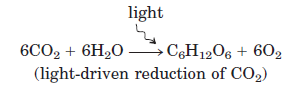 light
6CO₂ + 6H₂O ⟶ C₆H₁₂O₆ + 6O₂
(light-driven reduction of CO₂)